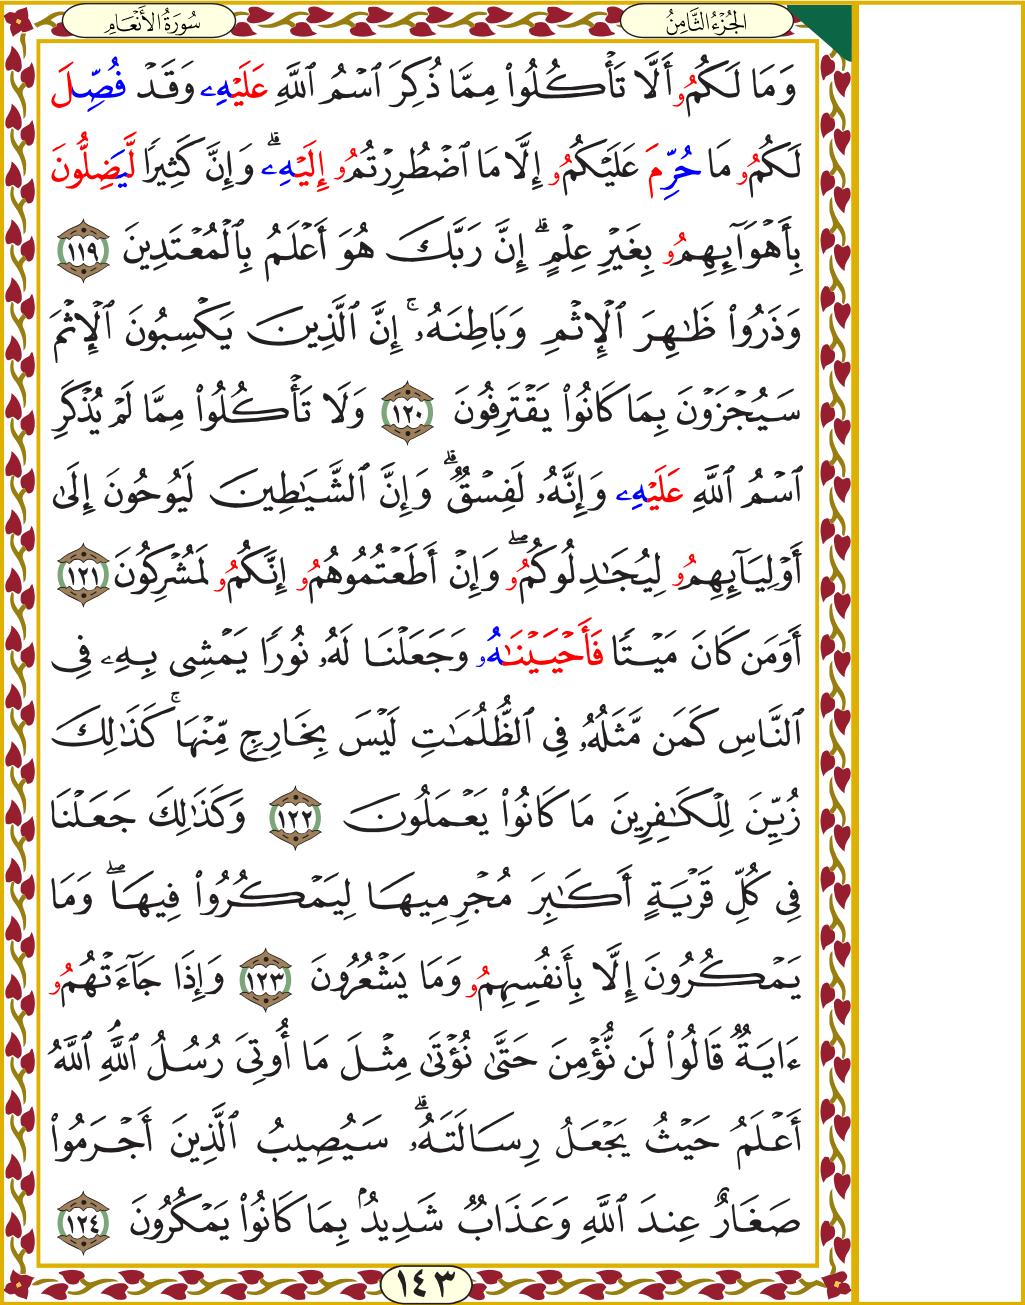 الجُزْءُ الثَّامِنُ
سُورَةُ الأَنْعَامِ
وَمَا لَكُمُۥ أَلَّا تَأۡكُلُواْ مِمَّا ذُكِرَ ٱسۡمُ ٱللَّهِ عَلَيۡهِۦ وَقَدۡ فُصِّلَ
لَكُمُۥ مَا حُرِّمَ عَلَيۡكُمُۥ إِلَّا مَا ٱضۡطُرِرۡتُمُۥ إِلَيۡهِۦۗ وَإِنَّ كَثِيرٗا لَّيَضِلُّونَ
بِأَهۡوَآئِهِمُۥ بِغَيۡرِ عِلۡمٍۗ إِنَّ رَبَّكَ هُوَ أَعۡلَمُ بِٱلۡمُعۡتَدِينَ ١١٩
وَذَرُواْ ظَٰهِرَ ٱلۡإِثۡمِ وَبَاطِنَهُۥٓۚ إِنَّ ٱلَّذِينَ يَكۡسِبُونَ ٱلۡإِثۡمَ
سَيُجۡزَوۡنَ بِمَا كَانُواْ يَقۡتَرِفُونَ ١٢٠ وَلَا تَأۡكُلُواْ مِمَّا لَمۡ يُذۡكَرِ
ٱسۡمُ ٱللَّهِ عَلَيۡهِۦ وَإِنَّهُۥ لَفِسۡقٞۗ وَإِنَّ ٱلشَّيَٰطِينَ لَيُوحُونَ إِلَىٰ
أَوۡلِيَآئِهِمُۥ لِيُجَٰدِلُوكُمُۥۖ وَإِنۡ أَطَعۡتُمُوهُمُۥ إِنَّكُمُۥ لَمُشۡرِكُونَ ١٢١
أَوَمَن كَانَ مَيۡتٗا فَأَحۡيَيۡنَٰهُۥ وَجَعَلۡنَا لَهُۥ نُورٗا يَمۡشِي بِهِۦ فِي
ٱلنَّاسِ كَمَن مَّثَلُهُۥ فِي ٱلظُّلُمَٰتِ لَيۡسَ بِخَارِجٖ مِّنۡهَاۚ كَذَٰلِكَ
زُيِّنَ لِلۡكَٰفِرِينَ مَا كَانُواْ يَعۡمَلُونَ ١٢٢ وَكَذَٰلِكَ جَعَلۡنَا
فِي كُلِّ قَرۡيَةٍ أَكَٰبِرَ مُجۡرِمِيهَا لِيَمۡكُرُواْ فِيهَاۖ وَمَا
يَمۡكُرُونَ إِلَّا بِأَنفُسِهِمُۥ وَمَا يَشۡعُرُونَ ١٢٣ وَإِذَا جَآءَتۡهُمُۥ
ءَايَةٞ قَالُواْ لَن نُّؤۡمِنَ حَتَّىٰ نُؤۡتَىٰ مِثۡلَ مَا أُوتِيَ رُسُلُ ٱللَّهِۘ ٱللَّهُ
أَعۡلَمُ حَيۡثُ يَجۡعَلُ رِسَالَتَهُۥۗ سَيُصِيبُ ٱلَّذِينَ أَجۡرَمُواْ
صَغَارٌ عِندَ ٱللَّهِ وَعَذَابٞ شَدِيدُۢ بِمَا كَانُواْ يَمۡكُرُونَ ١٢٤
١٤٣